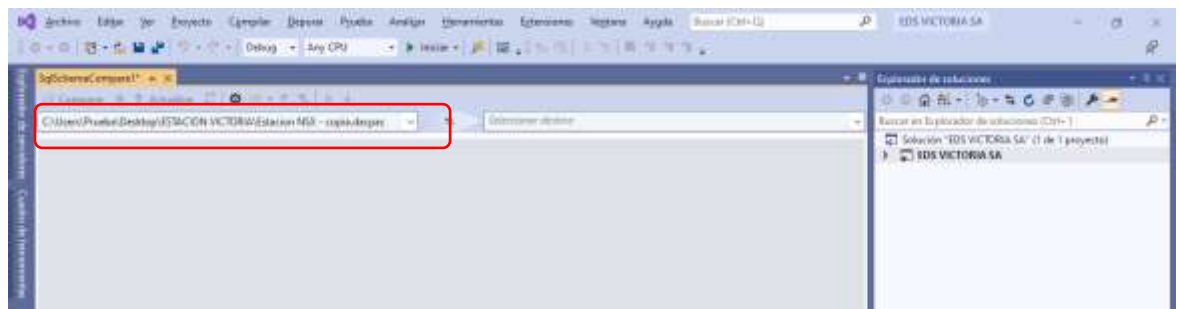 Archivo Editar Ver Proyecto Compilar Depurar Prueba Analizar Herramientas Extensiones Ventana Ayuda Buscar (Ctrl+Q) EDS VICTORIA SA
Debug Any CPU Iniciar
SqlSchemaCompare1*
Comparar Actualizar
C:\Users\Prueba\Desktop\ESTACION VICTORIA\Estacion NSX - copia.dacpac
Seleccionar destino
Explorador de soluciones
Buscar en Explorador de soluciones (Ctrl+
Solución "EDS VICTORIA SA" (1 de 1 proyecto)
EDS VICTORIA SA
Explorador de servidores
Cuadro de herramientas